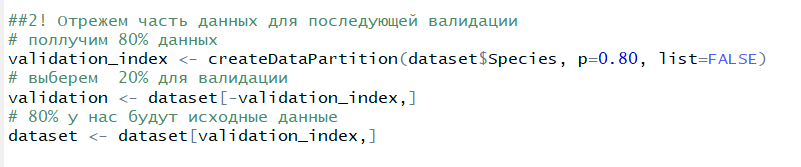 ##2! Отрежем часть данных для последующей валидации
# поллучим 80% данных
validation_index <- createDataPartition(dataset$Species, p=0.80, list=FALSE)
# выберем  20% для валидации
validation <- dataset[-validation_index,]
# 80% у нас будут исходные данные
dataset <- dataset[validation_index,]